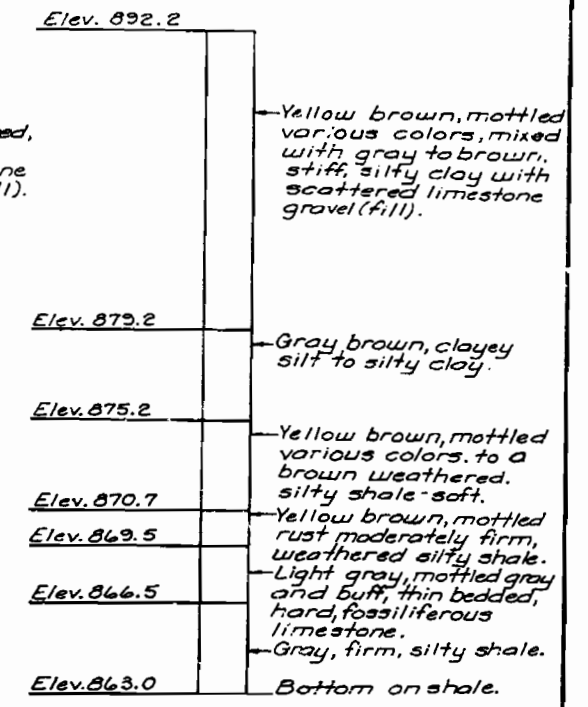 Elev. 892.2
ed,
ne
l).
Yellow brown, mottled
various colors, mixed
with gray to brown,
stiff, silty clay with
scattered limestone
gravel (fill).
Elev. 879.2
Gray brown, clayey
silt to silty clay.
Elev. 875.2
Yellow brown, mottled
various colors. to a
brown weathered.
silty shale-soft.
Elev. 870.7
Yellow brown, mottled
rust moderately firm,
weathered silty shale.
Elev. 869.5
Light gray, mottled gray
and buff, thin bedded,
hard, fossiliferous
limestone.
Elev. 866.5
Gray, firm, silty shale.
Elev. 863.0
Bottom on shale.